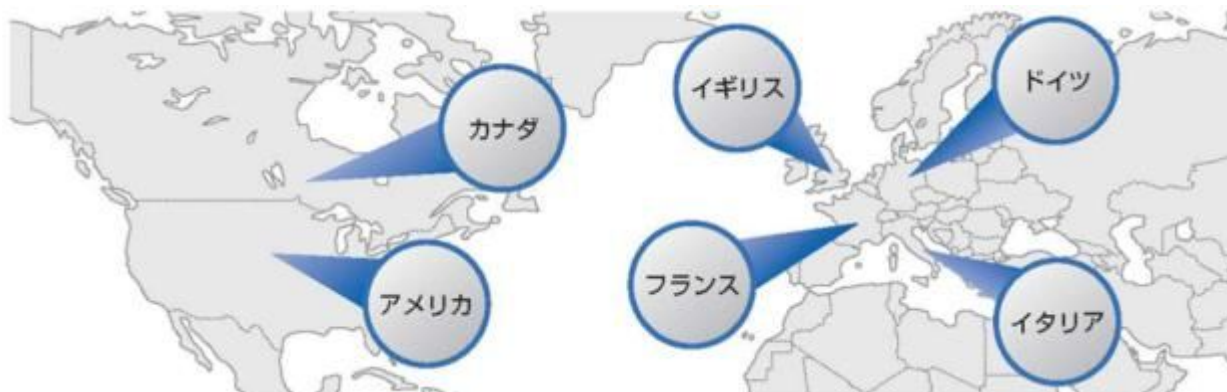 カナダ
アメリカ
イギリス
ドイツ
フランス
イタリア